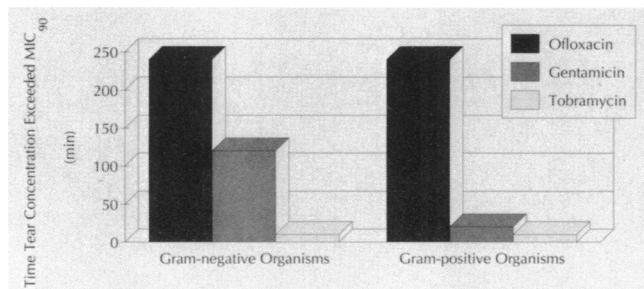 Time Tear Concentration Exceeded MIC90
(min)
250
200
150
100
50
0
Gram-negative Organisms
Gram-positive Organisms
Ofloxacin
Gentamicin
Tobramycin